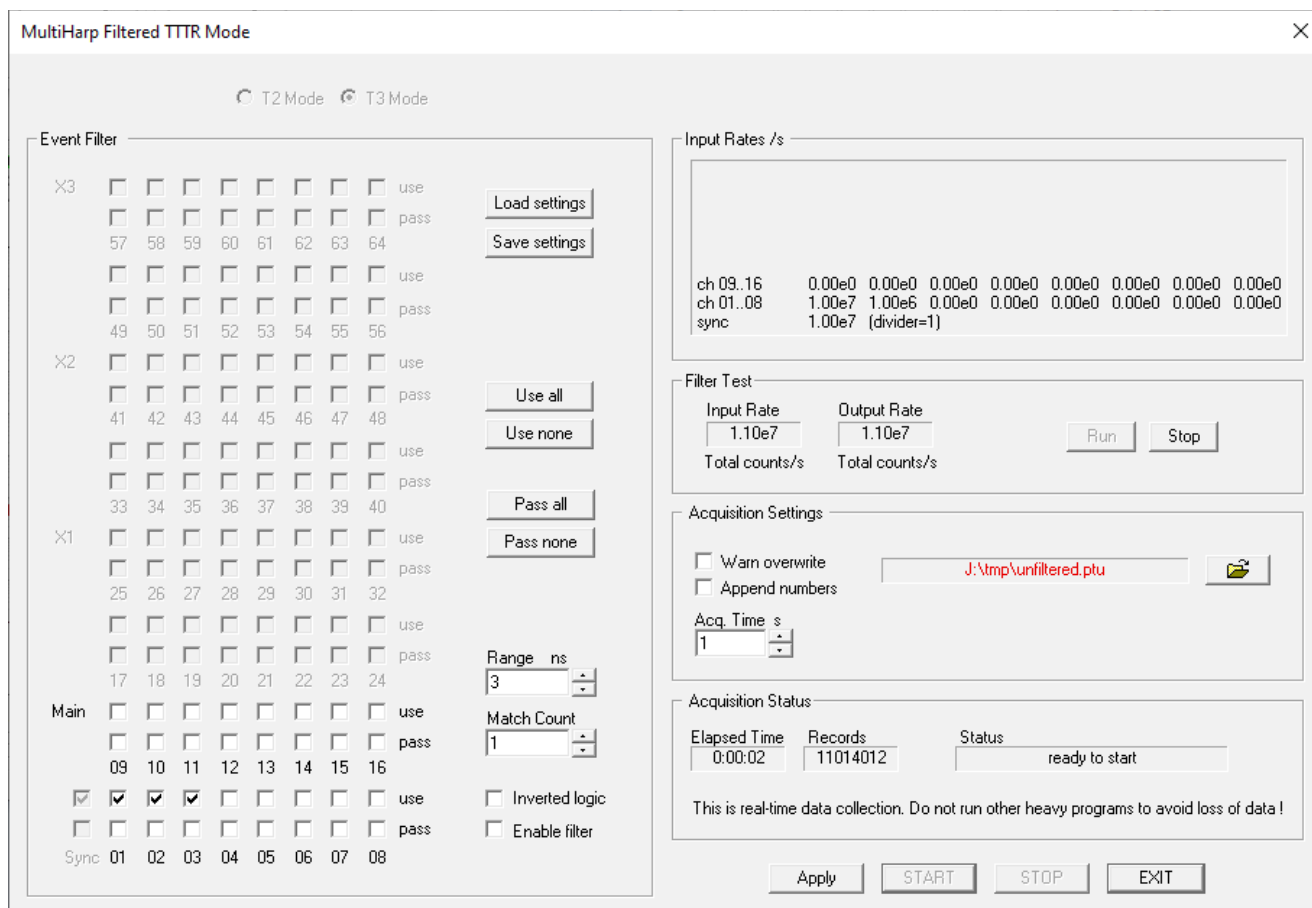 MultiHarp Filtered TTTR Mode
T2 Mode T3 Mode
Event Filter
X3 use
pass
57 58 59 60 61 62 63 64
use
pass
49 50 51 52 53 54 55 56
X2 use
pass
41 42 43 44 45 46 47 48
use
pass
33 34 35 36 37 38 39 40
X1 use
pass
25 26 27 28 29 30 31 32
use
pass
17 18 19 20 21 22 23 24
Main use
pass
09 10 11 12 13 14 15 16
use
pass
Sync 01 02 03 04 05 06 07 08
Load settings
Save settings
Use all
Use none
Pass all
Pass none
Range ns
3
Match Count
1
Inverted logic
Enable filter
Input Rates /s
ch 09..16 0.00e0 0.00e0 0.00e0 0.00e0 0.00e0 0.00e0 0.00e0 0.00e0
ch 01..08 1.00e7 1.00e6 0.00e0 0.00e0 0.00e0 0.00e0 0.00e0 0.00e0
sync 1.00e7 (divider=1)
Filter Test
Input Rate Output Rate
1.10e7 1.10e7
Total counts/s Total counts/s
Run Stop
Acquisition Settings
Warn overwrite
Append numbers
J:\tmp\unfiltered.ptu
Acq. Time s
1
Acquisition Status
Elapsed Time Records Status
0:00:02 11014012 ready to start
This is real-time data collection. Do not run other heavy programs to avoid loss of data !
Apply START STOP EXIT